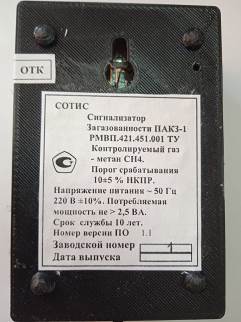 ОТК
СОТИС
Сигнализатор
Загазованности ПАКЗ-1
РМВП.421.451.001 ТУ
Контролируемый газ
- метан СН4.
Порог срабатывания
10±5 % НКПР.
Напряжение питания ~ 50 Гц
220 В ±10%. Потребляемая
мощность не > 2,5 ВА.
Срок службы 10 лет.
Номер версии ПО 1.1
Заводской номер 1
Дата выпуска